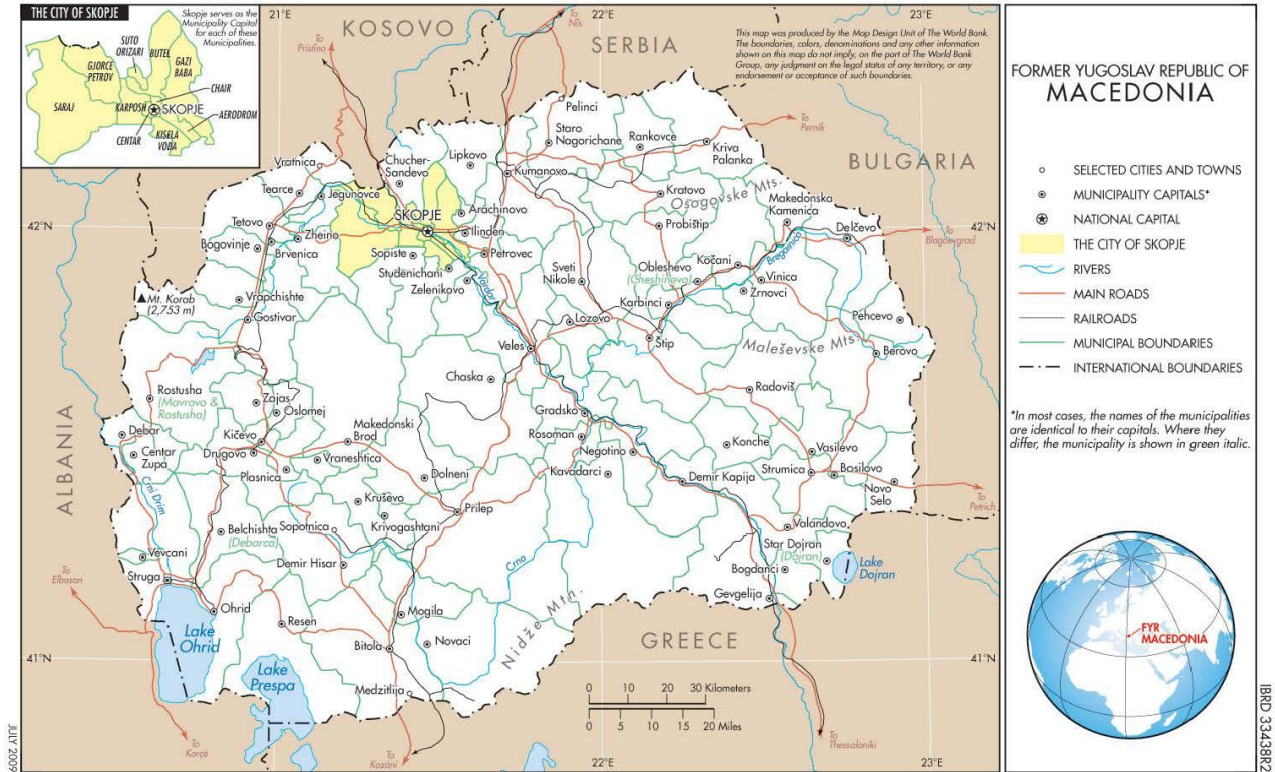 THE CITY OF SKOPJE
Skopje serves as the
Municipality Capital
for each of these
Municipalities.
SUTO
ORIZARI
BUTEL
GJORCE
PETROV
GAZI
BABA
CHAIR
SARAJ
KARPOSH
SKOPJE
AERODROM
CENTAR
KISELA
VODA
21°E
22°E
23°E
To
Pristina
KOSOVO
To
Nis
SERBIA
This map was produced by the Map Design Unit of The World Bank.
The boundaries, colors, denominations and any other information
shown on this map do not imply, on the part of The World Bank
Group, any judgment on the legal status of any territory, or any
endorsement or acceptance of such boundaries.
Pelinci
Staro
Nagorichane
Rankovce
To
Pernik
Kriva
Palanka
BULGARIA
Vratnica
Chucher-
Sandevo
Lipkovo
Kumanovo
Tearce
Jegunovce
Kratovo
Osogovske Mts.
Makedonska
Kamenica
SKOPJE
Arachinovo
42°N
Tetovo
Zheino
Ilinden
Probištip
Delčevo
42°N
To
Blagoevgrad
Bogovinje
Brvenica
Sopiste
Petrovec
Studenichani
Zelenikovo
Vardar
Sveti
Nikole
Obleshevo
(Cheshinovo)
Kočani
Bregalnica
Vinica
Zrnovci
Mt. Korab
(2,753 m)
Vrapchishte
Gostivar
Karbinci
Lozovo
Pehcevo
Štip
Veles
Maleševske Mts.
Berovo
Chaska
Radoviš
ALBANIA
Rostusha
(Mavrovo &
Rostusha)
Zajas
Oslomej
Gradsko
Debar
Makedonski
Brod
Rosoman
Konche
Vasilevo
Centar
Zupa
Kičevo
Drugovo
Vraneshtica
Negotino
Plasnica
Dolneni
Kavadarci
Demir Kapija
Strumica
Bosilovo
Novo
Selo
To
Petrich
Crni Drim
Kruševo
Prilep
Krivogashtani
Belchishta
(Debarca)
Sopotnica
Valandovo
Star Dojran
(Dojran)
Vevcani
Demir Hisar
Crna
Bogdanci
Lake
Dojran
To
Elbasan
Struga
Gevgelija
Ohrid
Resen
Mogila
Nidže Mtn.
Lake
Ohrid
Novaci
GREECE
41°N
Bitola
41°N
Lake
Prespa
Medzitlija
0 10 20 30 Kilometers
0 5 10 15 20 Miles
To
Korçë
To
Kozáni
To
Thessaloniki
22°E
23°E
JULY 2009
FORMER YUGOSLAV REPUBLIC OF
MACEDONIA
SELECTED CITIES AND TOWNS
MUNICIPALITY CAPITALS*
NATIONAL CAPITAL
THE CITY OF SKOPJE
RIVERS
MAIN ROADS
RAILROADS
MUNICIPAL BOUNDARIES
INTERNATIONAL BOUNDARIES
*In most cases, the names of the municipalities
are identical to their capitals. Where they
differ, the municipality is shown in green italic.
FYR
MACEDONIA
IBRD 33438R2